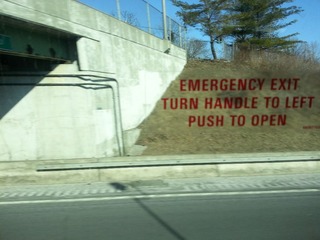 EMERGENCY EXIT
TURN HANDLE TO LEFT
PUSH TO OPEN